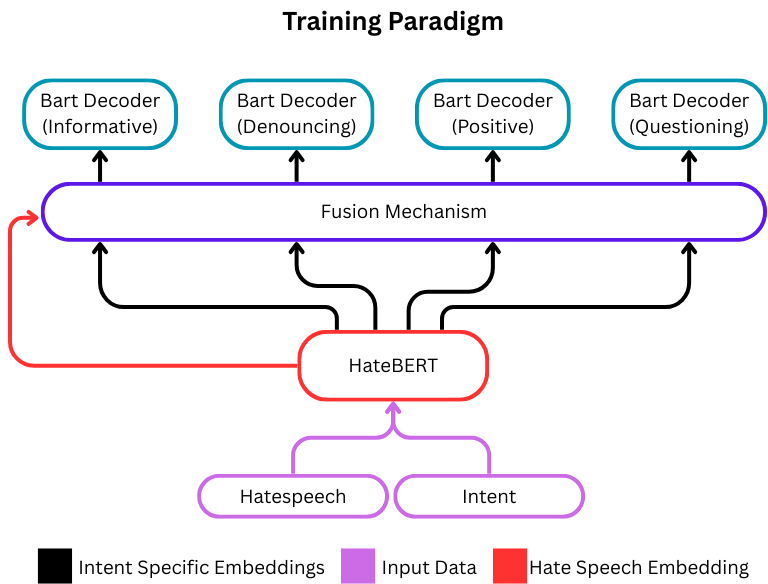 Training Paradigm
Bart Decoder
(Informative)
Bart Decoder
(Denouncing)
Bart Decoder
(Positive)
Bart Decoder
(Questioning)
Fusion Mechanism
HateBERT
Hatespeech
Intent
Intent Specific Embeddings
Input Data
Hate Speech Embedding